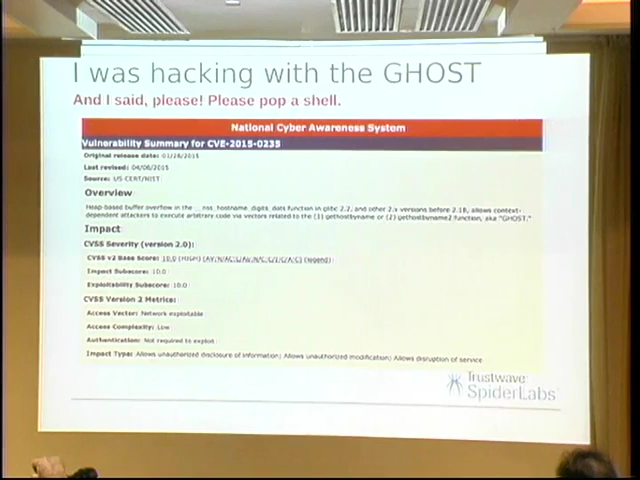 I was hacking with the GHOST
And I said, please! Please pop a shell.
National Cyber Awareness System
Vulnerability Summary for CVE-2015-0235
Original release date: 01/28/2015
Last revised: 04/06/2015
Source: US-CERT/NIST
Overview
Heap-based buffer overflow in the __nss_hostname_digits_dots function in glibc 2.2, and other 2.x versions before 2.18, allows context-
dependent attackers to execute arbitrary code via vectors related to the (1) gethostbyname or (2) gethostbyname2 function, aka "GHOST."
Impact
CVSS Severity (version 2.0):
CVSS v2 Base Score: 10.0 (HIGH) (AV:N/AC:L/Au:N/C:C/I:C/A:C) (legend)
Impact Subscore: 10.0
Exploitability Subscore: 10.0
CVSS Version 2 Metrics:
Access Vector: Network exploitable
Access Complexity: Low
Authentication: Not required to exploit
Impact Type: Allows unauthorized disclosure of information; Allows unauthorized modification; Allows disruption of service
Trustwave
SpiderLabs